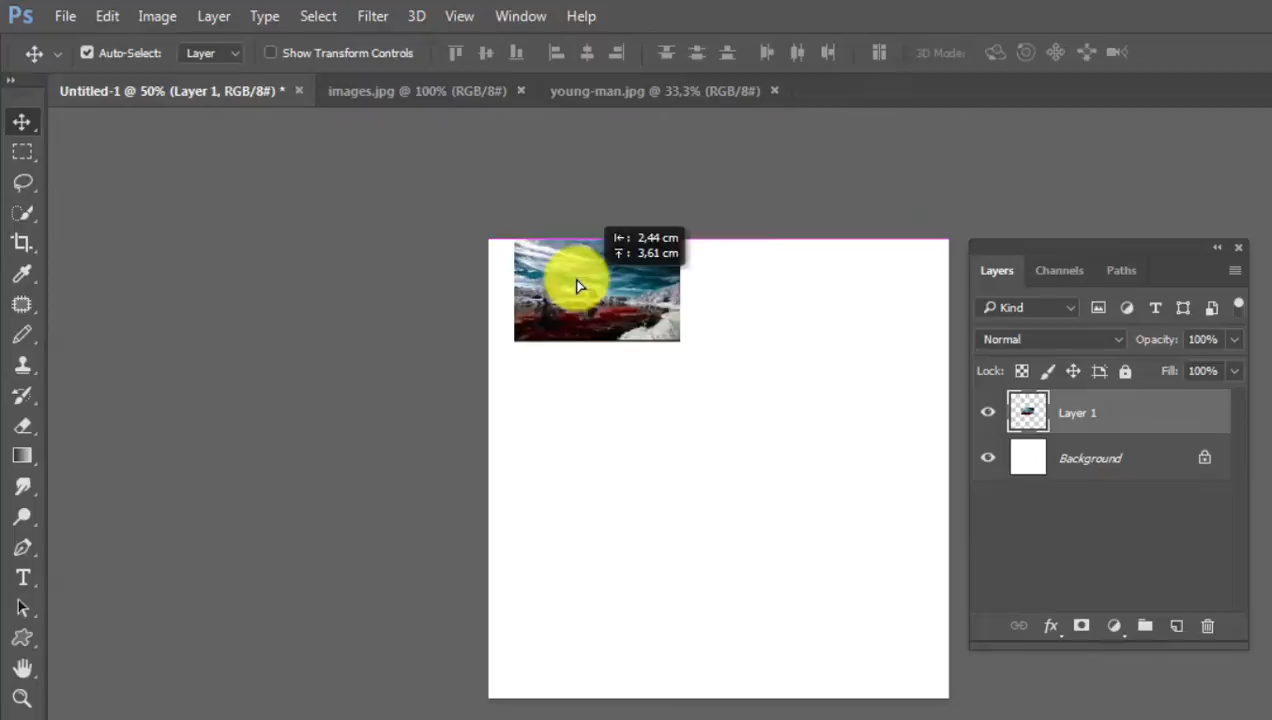 Ps File Edit Image Layer Type Select Filter 3D View Window Help
Auto-Select: Layer Show Transform Controls 3D Mode:
Untitled-1 @ 50% (Layer 1, RGB/8#) * images.jpg @ 100% (RGB/8#) young-man.jpg @ 33,3% (RGB/8#)
2,44 cm
3,61 cm
Layers Channels Paths
Kind
Normal Opacity: 100%
Lock: Fill: 100%
Layer 1
Background
fx